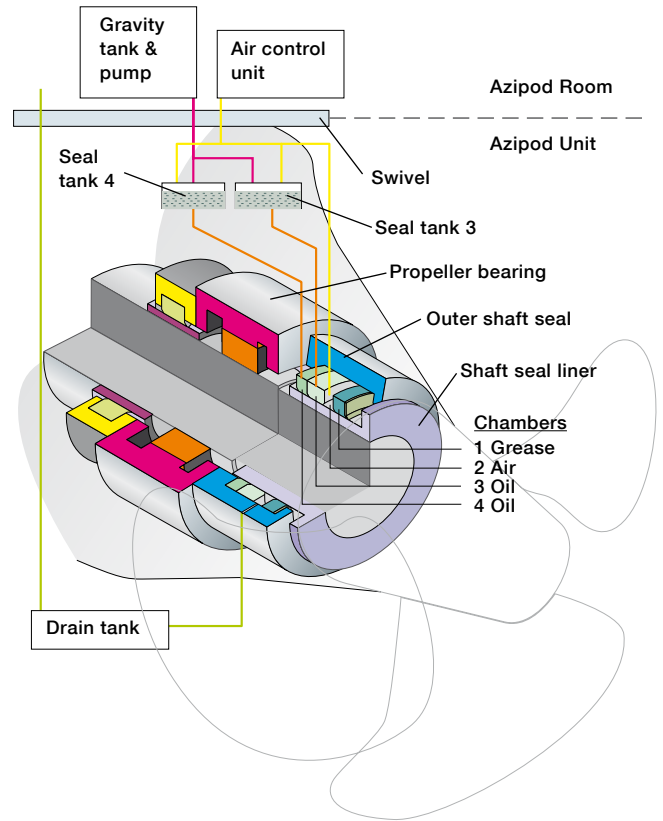 Gravity
tank &
pump
Air control
unit
Azipod Room
Azipod Unit
Seal
tank 4
Swivel
Seal tank 3
Propeller bearing
Outer shaft seal
Shaft seal liner
Chambers
1 Grease
2 Air
3 Oil
4 Oil
Drain tank